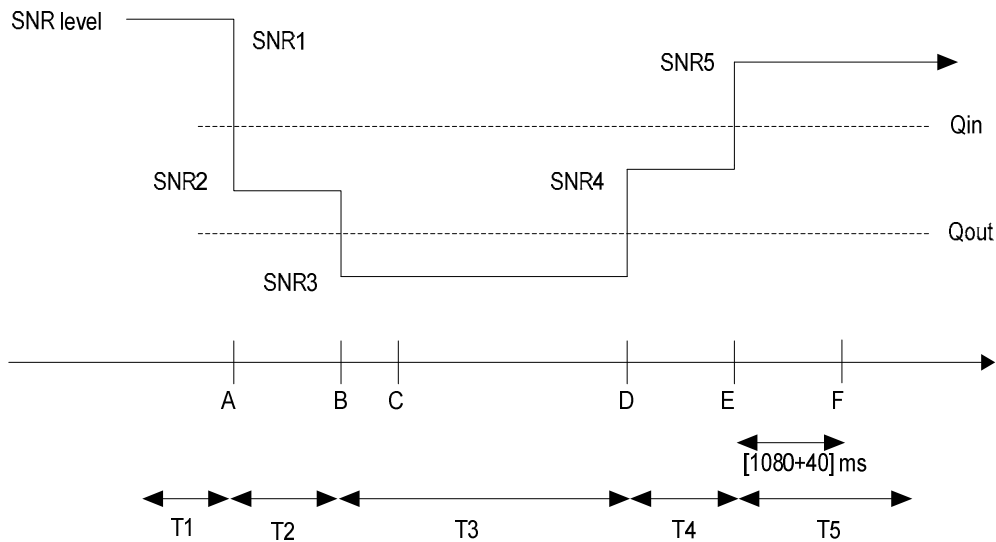 SNR level
SNR1
SNR5
Qin
SNR2
SNR4
Qout
SNR3
A
B
C
D
E
F
[1080+40] ms
T1
T2
T3
T4
T5